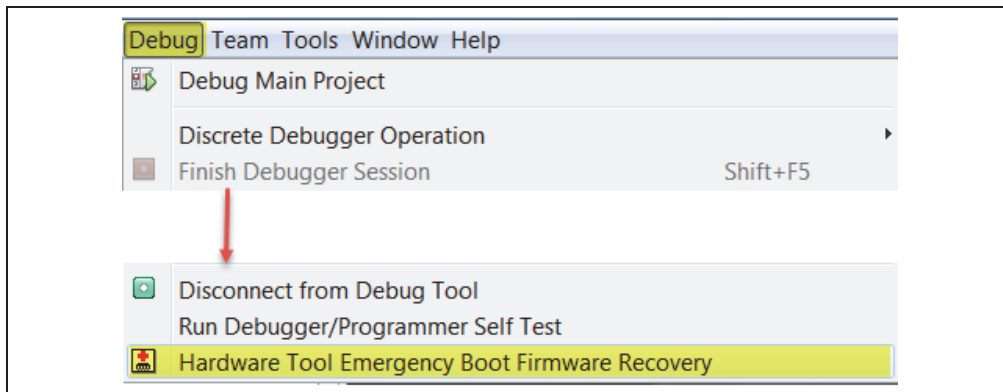 Debug Team Tools Window Help
Debug Main Project
Discrete Debugger Operation
Finish Debugger Session Shift+F5
Disconnect from Debug Tool
Run Debugger/Programmer Self Test
Hardware Tool Emergency Boot Firmware Recovery